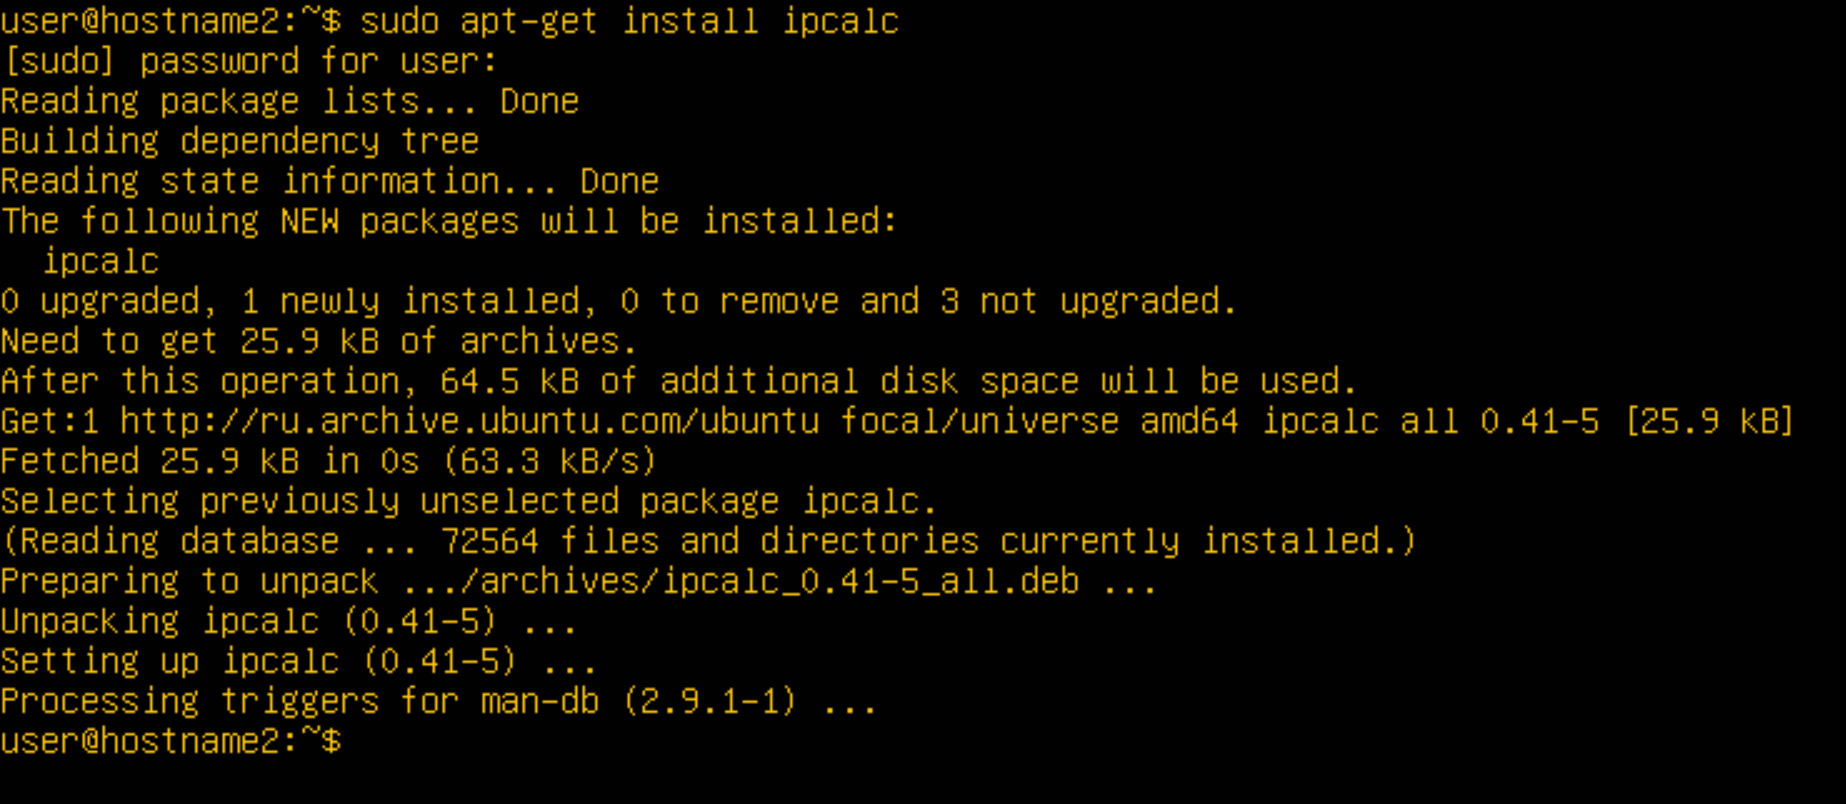 user@hostname2:~$ sudo apt-get install ipcalc
[sudo] password for user:
Reading package lists... Done
Building dependency tree
Reading state information... Done
The following NEW packages will be installed:
  ipcalc
0 upgraded, 1 newly installed, 0 to remove and 3 not upgraded.
Need to get 25.9 kB of archives.
After this operation, 64.5 kB of additional disk space will be used.
Get:1 http://ru.archive.ubuntu.com/ubuntu focal/universe amd64 ipcalc all 0.41-5 [25.9 kB]
Fetched 25.9 kB in 0s (63.3 kB/s)
Selecting previously unselected package ipcalc.
(Reading database ... 72564 files and directories currently installed.)
Preparing to unpack .../archives/ipcalc_0.41-5_all.deb ...
Unpacking ipcalc (0.41-5) ...
Setting up ipcalc (0.41-5) ...
Processing triggers for man-db (2.9.1-1) ...
user@hostname2:~$